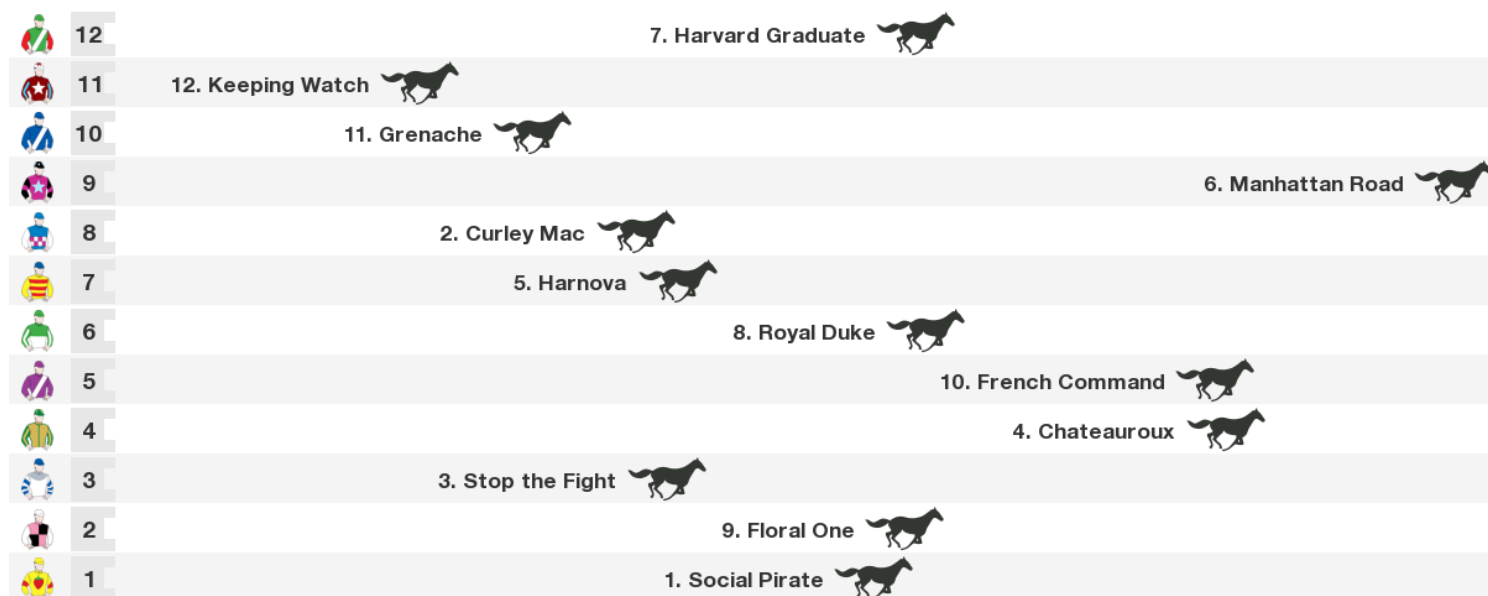 12 7. Harvard Graduate
11 12. Keeping Watch
10 11. Grenache
9 6. Manhattan Road
8 2. Curley Mac
7 5. Harnova
6 8. Royal Duke
5 10. French Command
4 4. Chateauroux
3 3. Stop the Fight
2 9. Floral One
1 1. Social Pirate